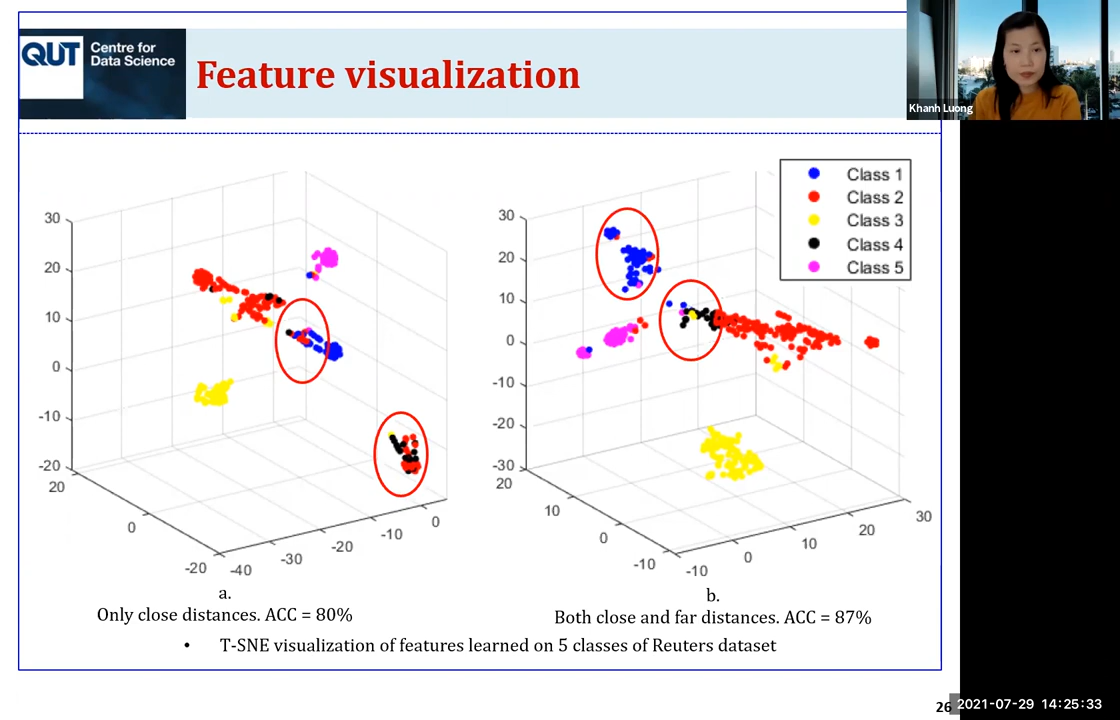 QUT
Centre for
Data Science
Feature visualization
Khanh Luong
Class 1
Class 2
Class 3
Class 4
Class 5
30
20
10
0
-10
-20
20
0
-20
-40
-30
-20
-10
0
30
20
10
0
-10
-20
-30
20
10
0
-10
-10
0
10
20
30
a.
Only close distances. ACC = 80%
b.
Both close and far distances. ACC = 87%
• T-SNE visualization of features learned on 5 classes of Reuters dataset
26
2021-07-29 14:25:33